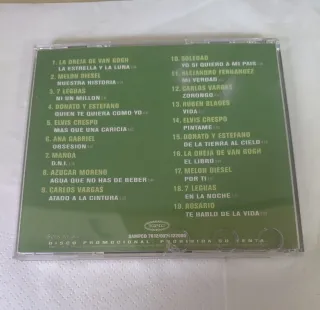 1. LA OREJA DE VAN GOGH
LA ESTRELLA Y LA LUNA
2. MELON DIESEL
NUESTRA HISTORIA
3. 7 LEGUAS
NI UN MILLON
4. DONATO Y ESTEFANO
QUIEN TE QUIERA COMO YO
5. ELVIS CRESPO
MAS QUE UNA CARICIA
6. ANA GABRIEL
OBSESION
7. MANOA
D.N.I.
8. AZUCAR MORENO
AGUA QUE NO HAS DE BEBER
9. CARLOS VARGAS
ATADO A LA CINTURA
10. SOLEDAD
YO SI QUIERO A MI PAIS
11. ALEJANDRO FERNANDEZ
MI VERDAD
12. CARLOS VARGAS
ZORONGO
13. RUBEN BLADES
VIDA
14. ELVIS CRESPO
PINTAME
15. DONATO Y ESTEFANO
DE LA TIERRA AL CIELO
16. LA OREJA DE VAN GOGH
EL LIBRO
17. MELON DIESEL
POR TI
18. 7 LEGUAS
EN LA NOCHE
19. ROSARIO
TE HABLO DE LA VIDA
epic
DISCO PROMOCIONAL PROHIBIDA SU VENTA